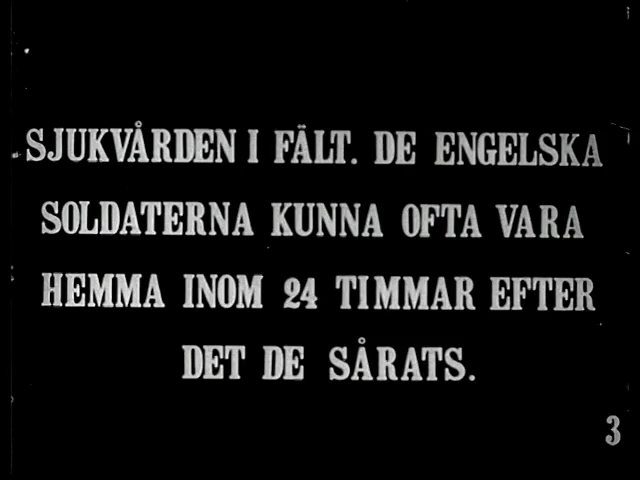 SJUKVÅRDEN I FÄLT. DE ENGELSKA
SOLDATERNA KUNNA OFTA VARA
HEMMA INOM 24 TIMMAR EFTER
DET DE SÅRATS.
3